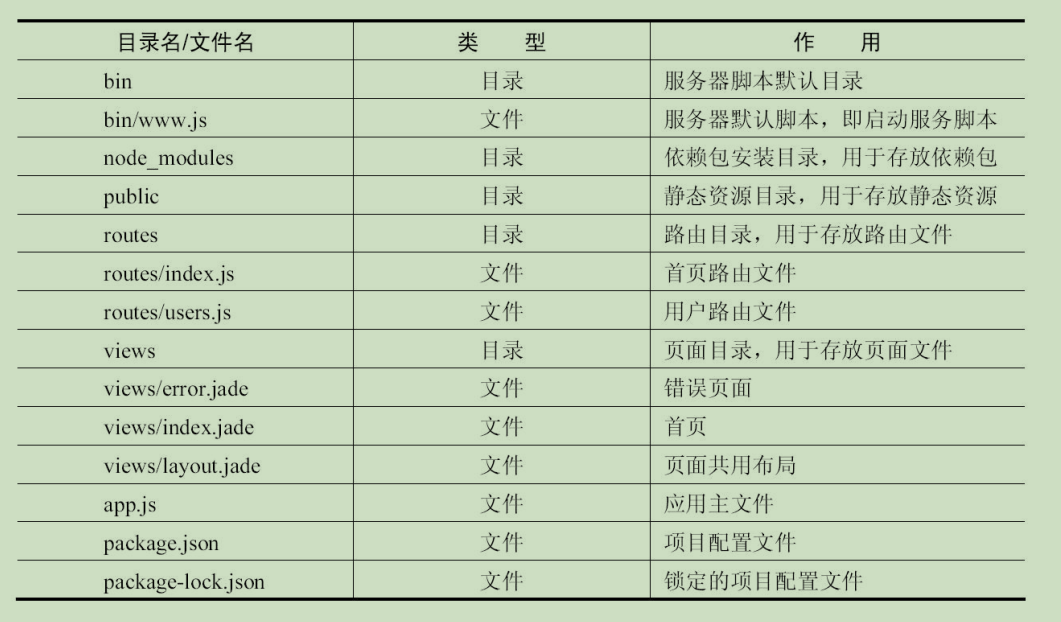 目录名/文件名 类 型 作 用
bin 目录 服务器脚本默认目录
bin/www.js 文件 服务器默认脚本，即启动服务脚本
node_modules 目录 依赖包安装目录，用于存放依赖包
public 目录 静态资源目录，用于存放静态资源
routes 目录 路由目录，用于存放路由文件
routes/index.js 文件 首页路由文件
routes/users.js 文件 用户路由文件
views 目录 页面目录，用于存放页面文件
views/error.jade 文件 错误页面
views/index.jade 文件 首页
views/layout.jade 文件 页面共用布局
app.js 文件 应用主文件
package.json 文件 项目配置文件
package-lock.json 文件 锁定的项目配置文件